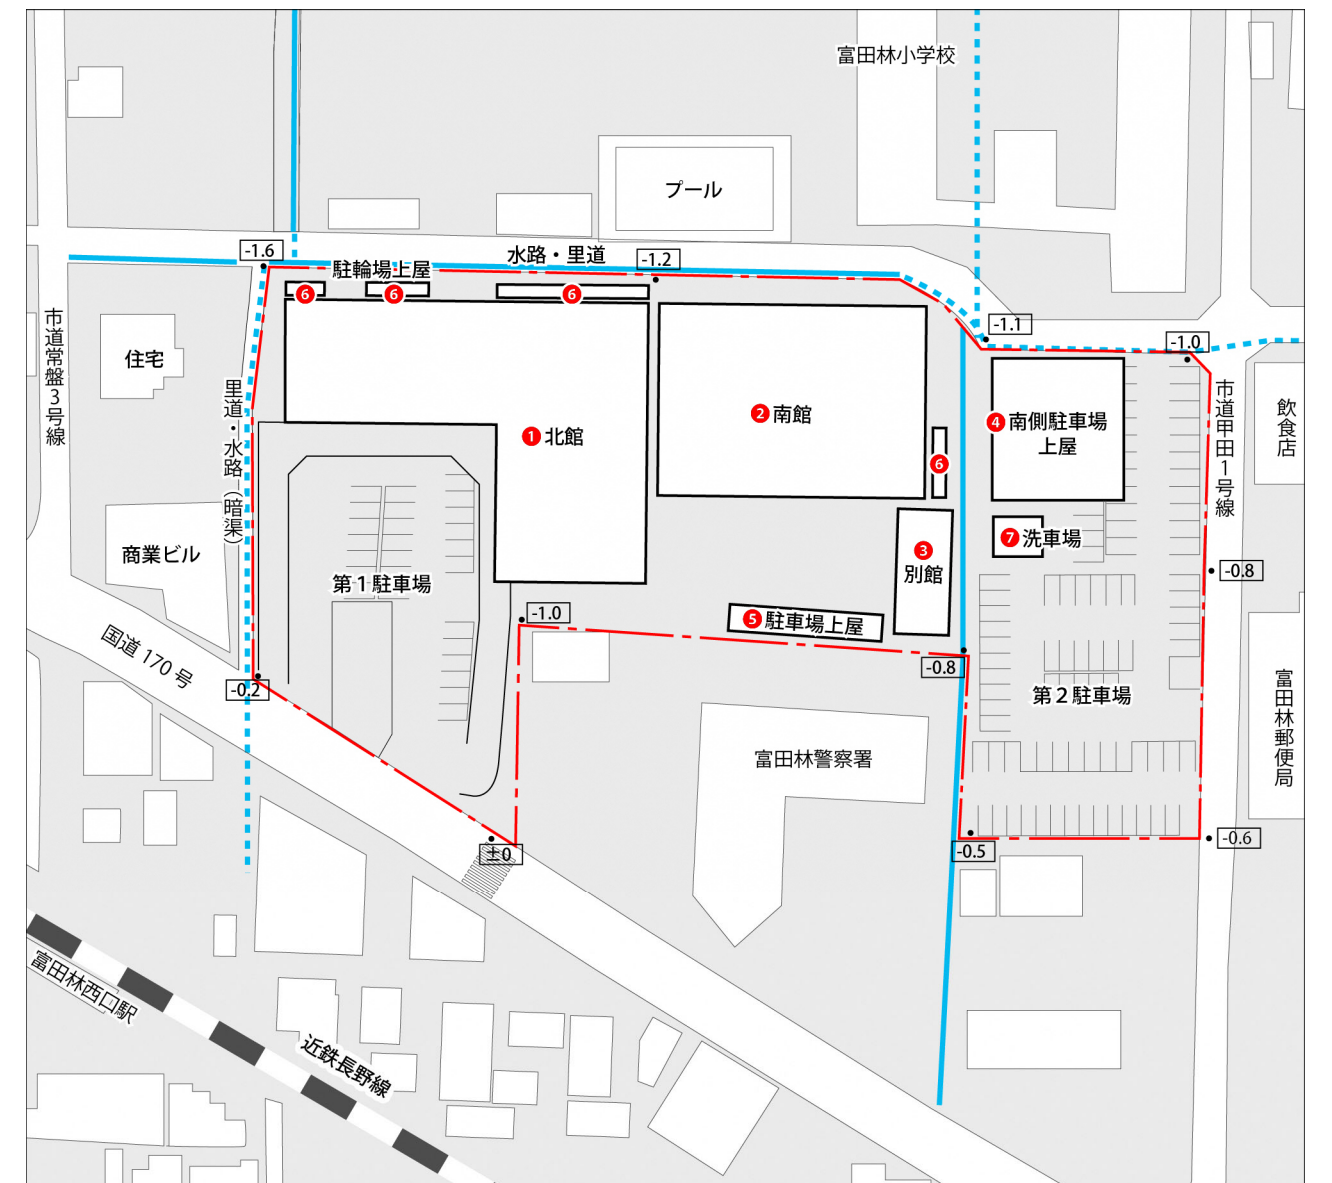 富田林小学校
プール
-1.6
水路・里道
-1.2
駐輪場上屋
6
6
6
-1.1
-1.0
市道常盤3号線
住宅
里道・水路（暗渠）
1 北館
2 南館
6
4 南側駐車場
上屋
市道甲田1号線
飲食店
商業ビル
第1駐車場
3
別館
7 洗車場
-0.8
-1.0
5 駐車場上屋
国道 170 号
-0.2
-0.8
第2駐車場
富田林郵便局
富田林警察署
±0
-0.5
-0.6
富田林西口駅
近鉄長野線